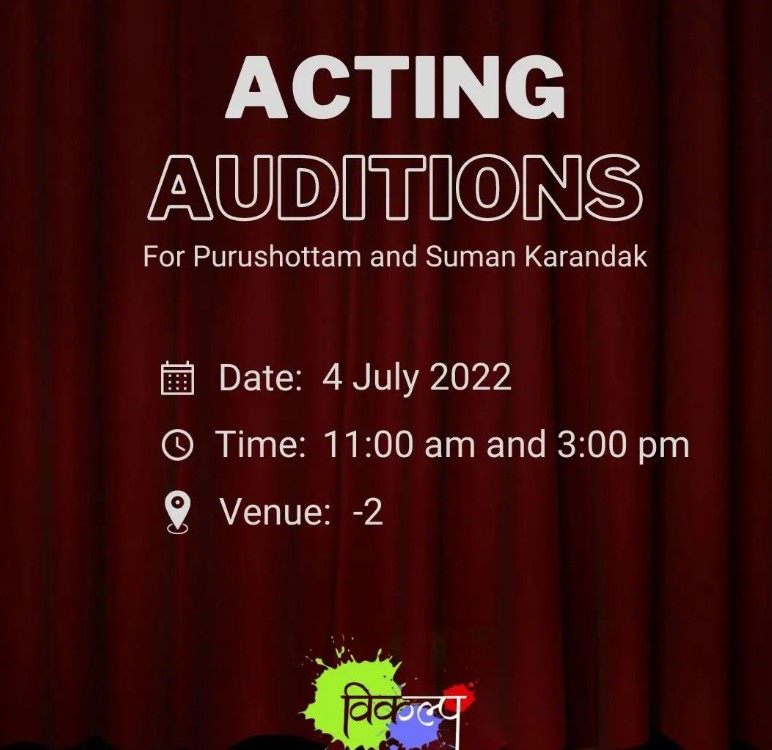 ACTING
AUDITIONS
For Purushottam and Suman Karandak
Date: 4 July 2022
Time: 11:00 am and 3:00 pm
Venue: -2
विकल्प